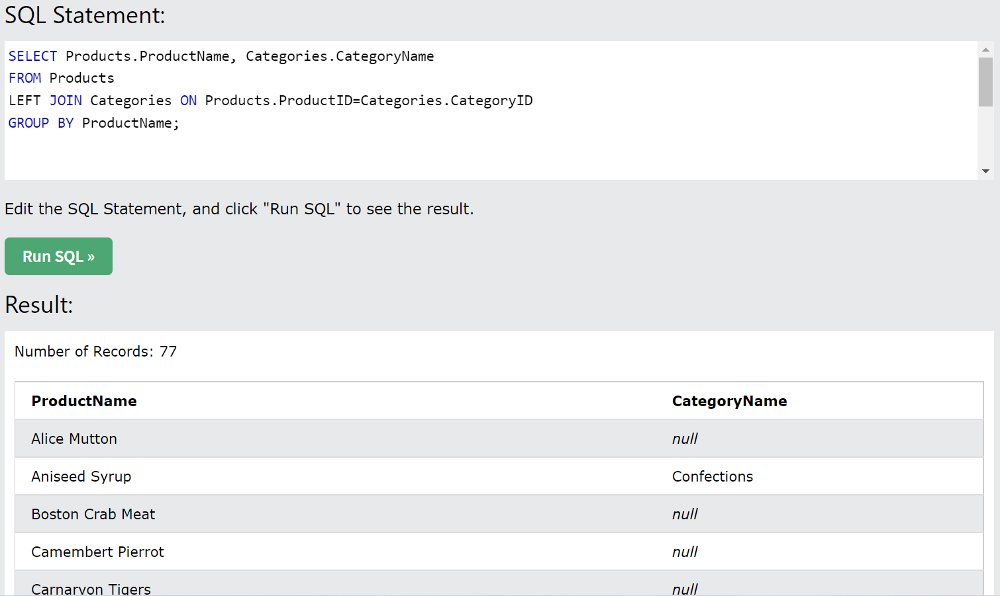 SQL Statement:
SELECT Products.ProductName, Categories.CategoryName
FROM Products
LEFT JOIN Categories ON Products.ProductID=Categories.CategoryID
GROUP BY ProductName;
Edit the SQL Statement, and click "Run SQL" to see the result.
Run SQL »
Result:
Number of Records: 77
ProductName CategoryName
Alice Mutton null
Aniseed Syrup Confections
Boston Crab Meat null
Camembert Pierrot null
Carnarvon Tigers null